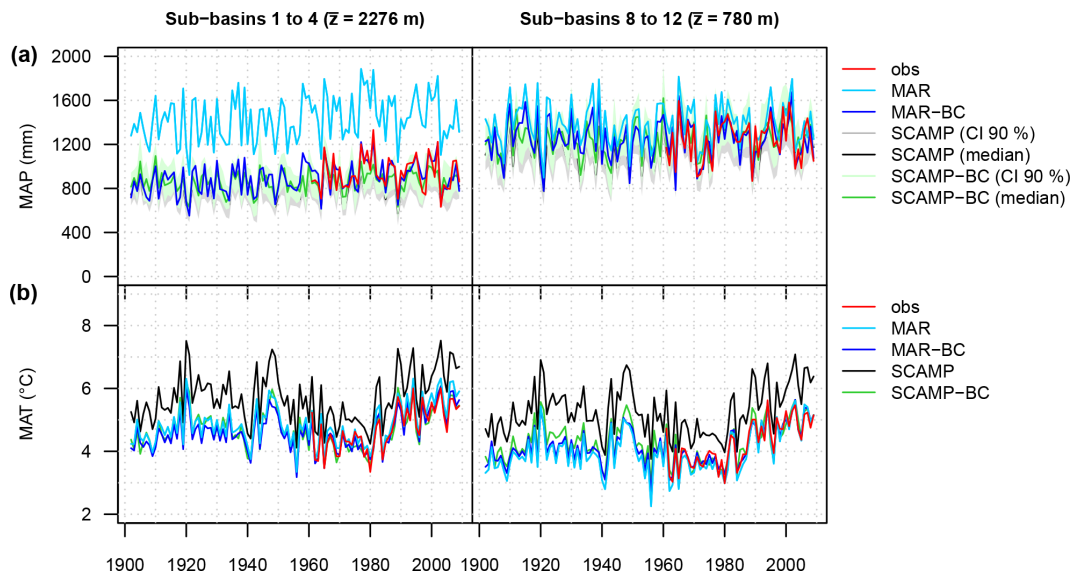 Sub−basins 1 to 4 (z̅ = 2276 m)
Sub−basins 8 to 12 (z̅ = 780 m)
(a)
MAP (mm)
2000
1600
1200
800
400
0
obs
MAR
MAR−BC
SCAMP (CI 90 %)
SCAMP (median)
SCAMP−BC (CI 90 %)
SCAMP−BC (median)
(b)
MAT (°C)
8
6
4
2
obs
MAR
MAR−BC
SCAMP
SCAMP−BC
1900 1920 1940 1960 1980 2000 1900 1920 1940 1960 1980 2000